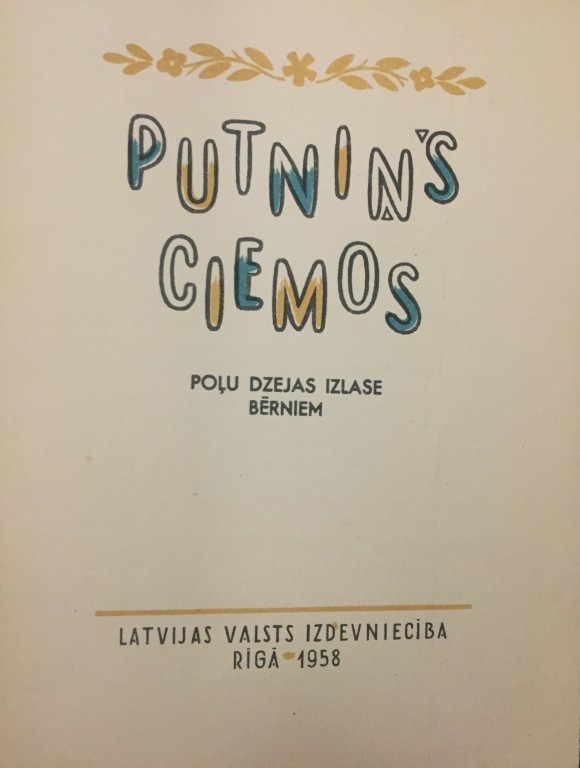 PUTNIŅŠ
CIEMOS
POĻU DZEJAS IZLASE
BĒRNIEM
LATVIJAS VALSTS IZDEVNIECĪBA
RĪGĀ - 1958